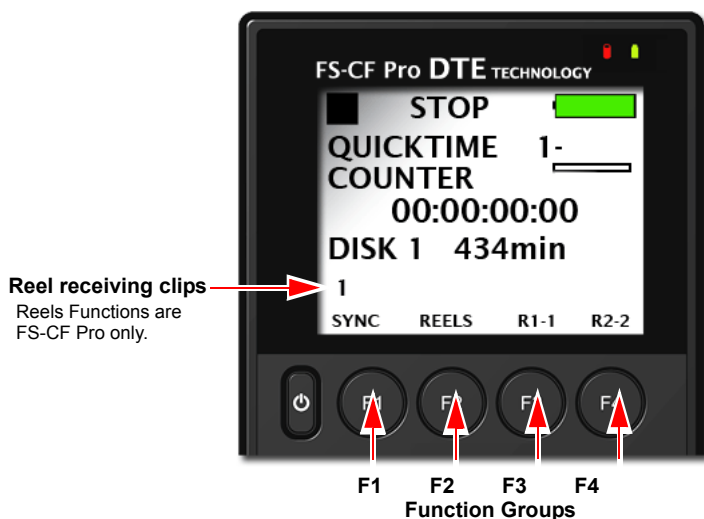 FS-CF Pro DTE TECHNOLOGY
STOP
QUICKTIME 1-
COUNTER
00:00:00:00
DISK 1 434min
1
SYNC REELS R1-1 R2-2
Reel receiving clips
Reels Functions are
FS-CF Pro only.
F1 F2 F3 F4
F1 F2 F3 F4
Function Groups